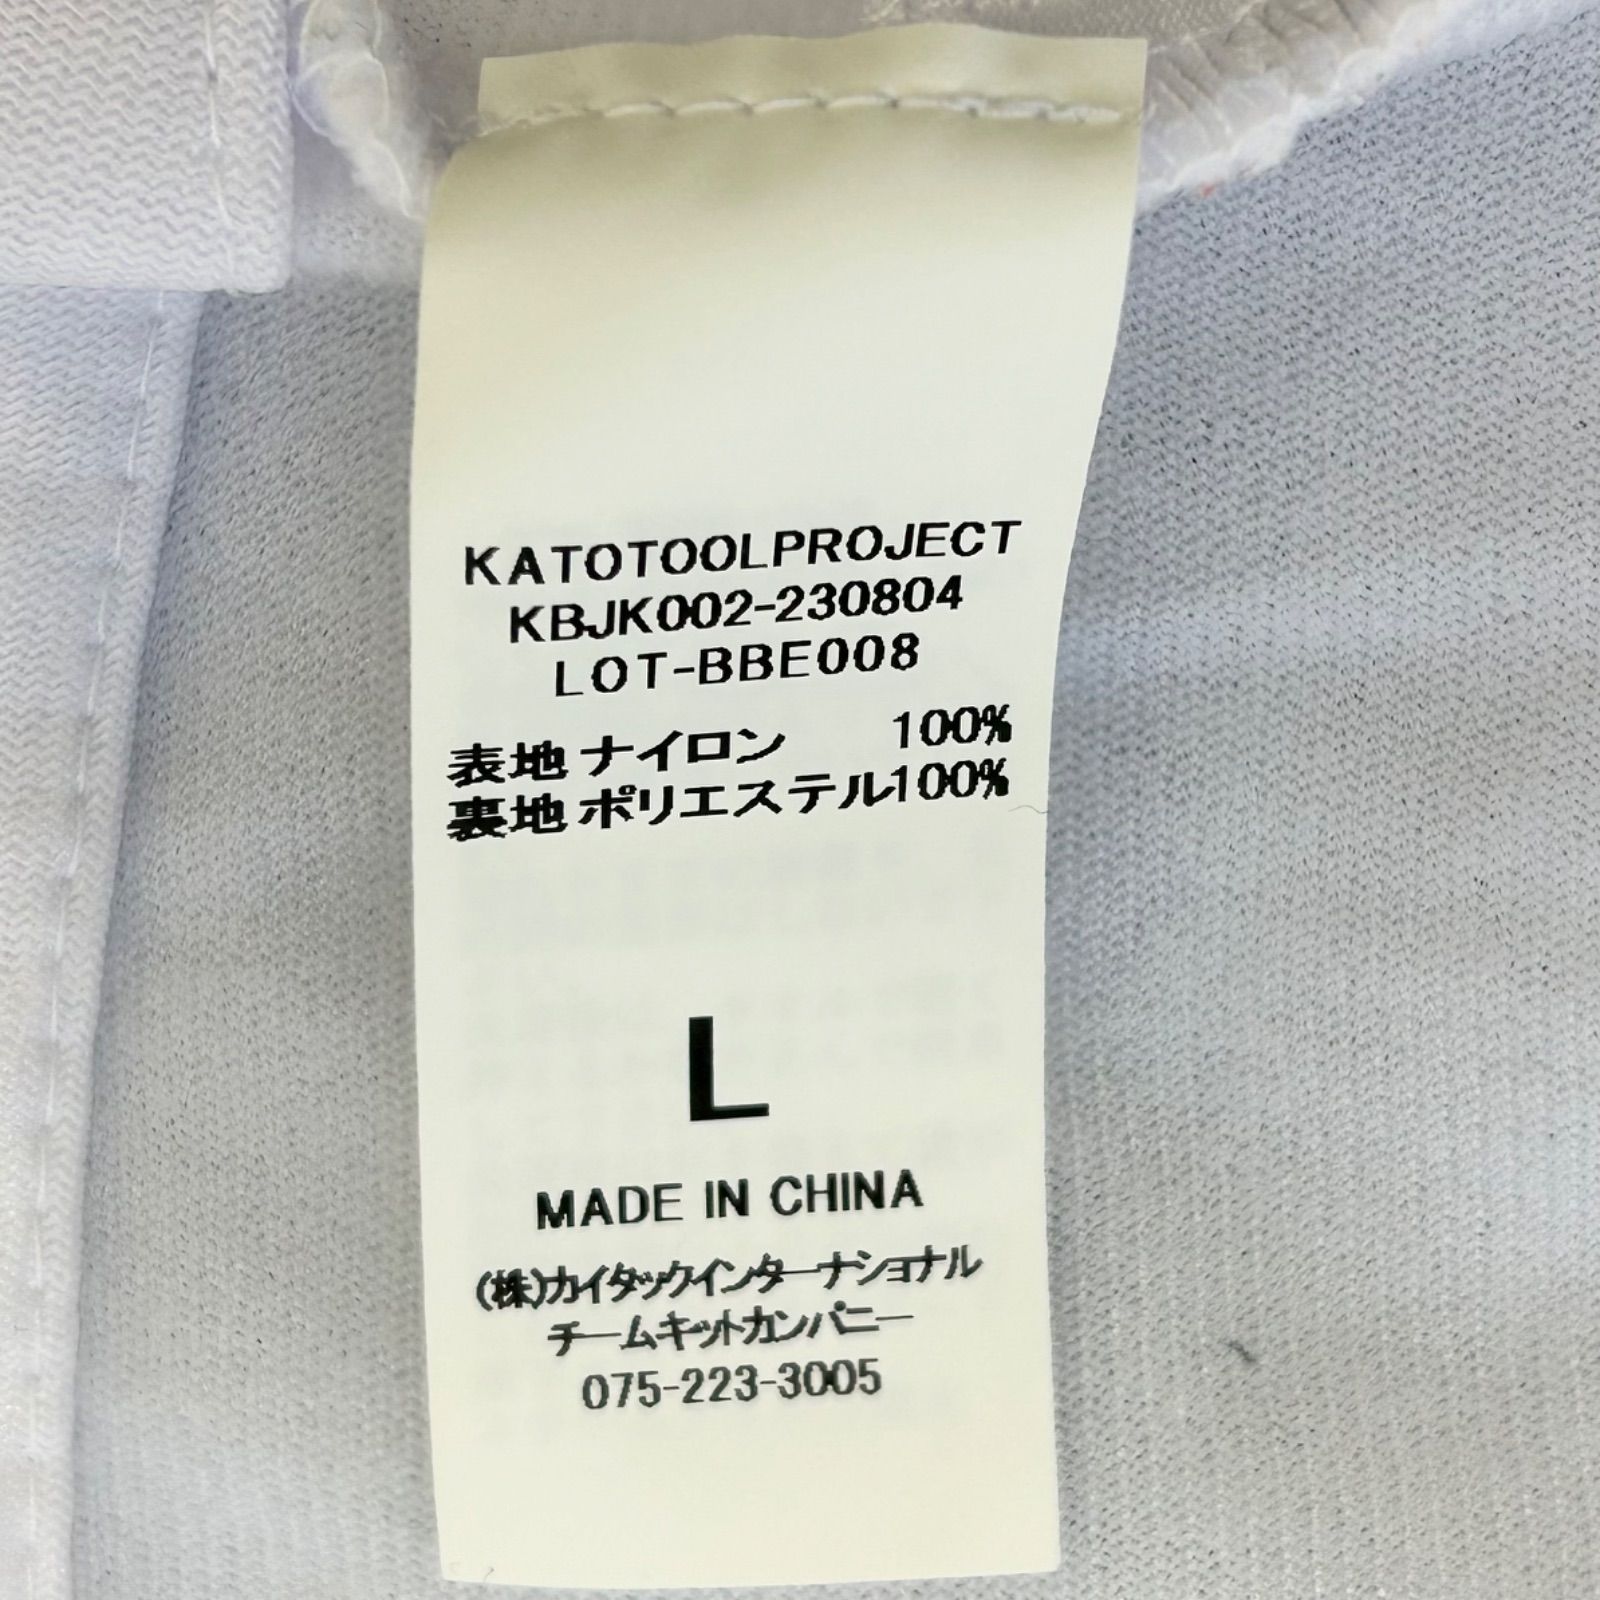 KATOTOOLPROJECT
KBJK002-230804
LOT-BBE008
表地 ナイロン 100%
裏地 ポリエステル100%
L
MADE IN CHINA
(株)カイタックインターナショナル
チームキットカンパニー
075-223-3005